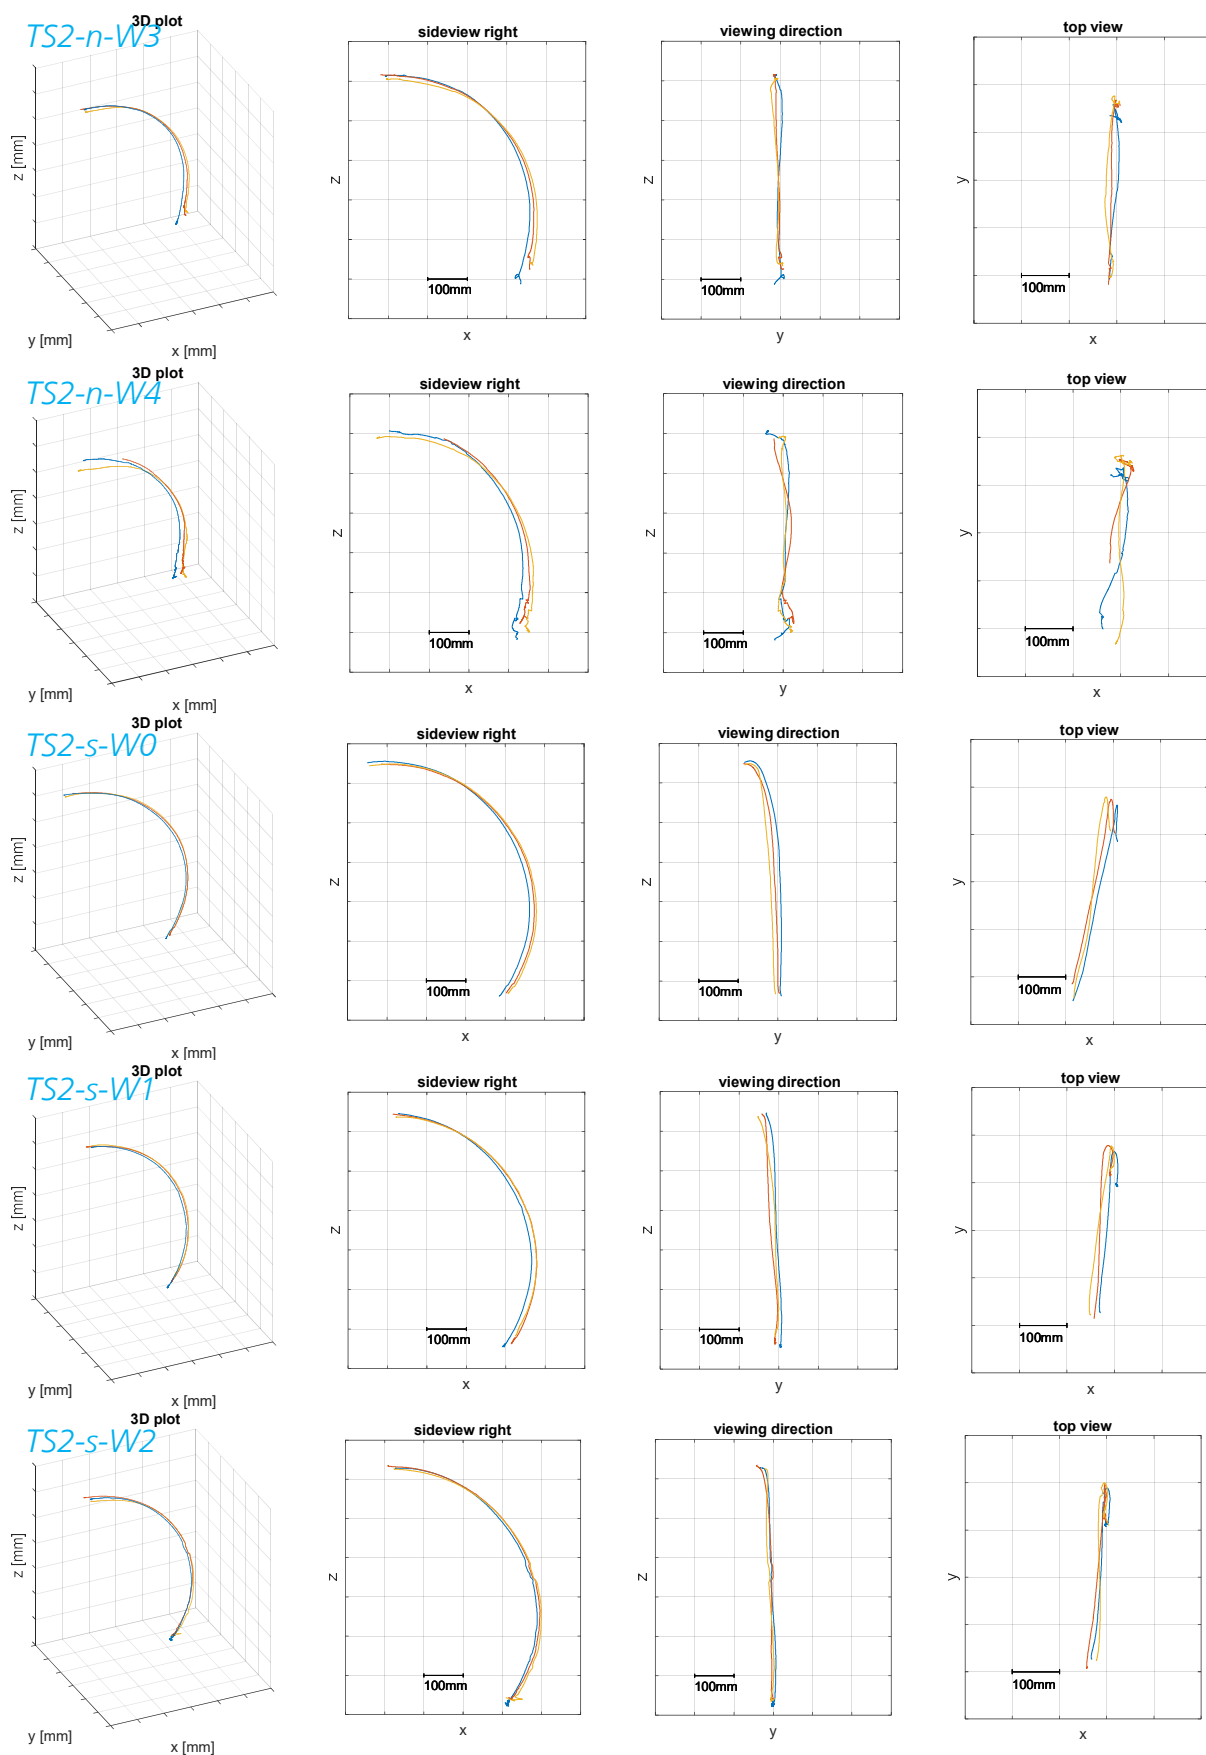 TS2-n-W3
3D plot
sideview right
viewing direction
top view
z [mm]
z
z
y
100mm
100mm
100mm
y [mm]
x [mm]
x
y
x
TS2-n-W4
3D plot
sideview right
viewing direction
top view
z [mm]
z
z
y
100mm
100mm
100mm
y [mm]
x [mm]
x
y
x
TS2-s-W0
3D plot
sideview right
viewing direction
top view
z [mm]
z
z
y
100mm
100mm
100mm
y [mm]
x [mm]
x
y
x
TS2-s-W1
3D plot
sideview right
viewing direction
top view
z [mm]
z
z
y
100mm
100mm
100mm
y [mm]
x [mm]
x
y
x
TS2-s-W2
3D plot
sideview right
viewing direction
top view
z [mm]
z
z
y
100mm
100mm
100mm
y [mm]
x [mm]
x
y
x